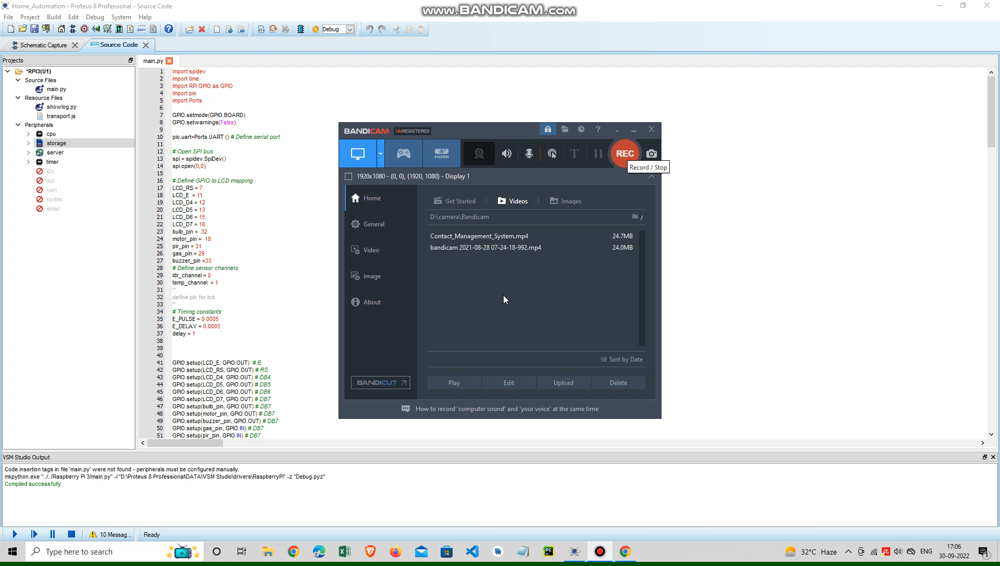 Home_Automation - Proteus 8 Professional - Source Code
www.BANDICAM.com
File Project Build Edit Debug System Help
Debug
Schematic Capture
Source Code
Projects
*RPI3(U1)
Source Files
main.py
Resource Files
showlog.py
transport.js
Peripherals
cpu
storage
server
timer
i2c
spi
uart
twitter
email
main.py
1 import spidev
2 import time
3 import RPi.GPIO as GPIO
4 import pio
5 import Ports
6
7 GPIO.setmode(GPIO.BOARD)
8 GPIO.setwarnings(False)
9
10 pio.uart=Ports.UART () # Define serial port
11
12 # Open SPI bus
13 spi = spidev.SpiDev()
14 spi.open(0,0)
15
16 # Define GPIO to LCD mapping
17 LCD_RS = 7
18 LCD_E = 11
19 LCD_D4 = 12
20 LCD_D5 = 13
21 LCD_D6 = 15
22 LCD_D7 = 16
23 bulb_pin = 32
24 motor_pin = 18
25 pir_pin = 31
26 gas_pin = 29
27 buzzer_pin =33
28 # Define sensor channels
29 ldr_channel = 0
30 temp_channel = 1
31 '''
32 define pin for lcd
33 '''
34 # Timing constants
35 E_PULSE = 0.0005
36 E_DELAY = 0.0005
37 delay = 1
38
39
40
41 GPIO.setup(LCD_E, GPIO.OUT) # E
42 GPIO.setup(LCD_RS, GPIO.OUT) # RS
43 GPIO.setup(LCD_D4, GPIO.OUT) # DB4
44 GPIO.setup(LCD_D5, GPIO.OUT) # DB5
45 GPIO.setup(LCD_D6, GPIO.OUT) # DB6
46 GPIO.setup(LCD_D7, GPIO.OUT) # DB7
47 GPIO.setup(bulb_pin, GPIO.OUT) # DB7
48 GPIO.setup(motor_pin, GPIO.OUT) # DB7
49 GPIO.setup(buzzer_pin, GPIO.OUT) # DB7
50 GPIO.setup(gas_pin, GPIO.IN) # DB7
51 GPIO.setup(pir_pin, GPIO.IN) # DB7
BANDICAM UNREGISTERED
HDMI
T
REC
Record / Stop
1920x1080 - (0, 0), (1920, 1080) - Display 1
Home
General
Video
Image
About
BANDICUT
Get Started
Videos
Images
D:\camera\Bandicam
/
Contact_Management_System.mp4 24.7MB
bandicam 2021-08-28 07-24-18-992.mp4 24.0MB
Sort by Date
Play Edit Upload Delete
How to record 'computer sound' and 'your voice' at the same time
VSM Studio Output
Code insertion tags in file 'main.py' were not found - peripherals must be configured manually.
mkpython.exe "../../Raspberry Pi 3/main.py" -l "D:\Proteus 8 Professional\DATA\VSM Studio\drivers\RaspberryPi" -z "Debug.pyz"
Compiled successfully.
10 Messag...
Ready
Type here to search
PC
32°C Haze
ENG
17:06
30-09-2022
1